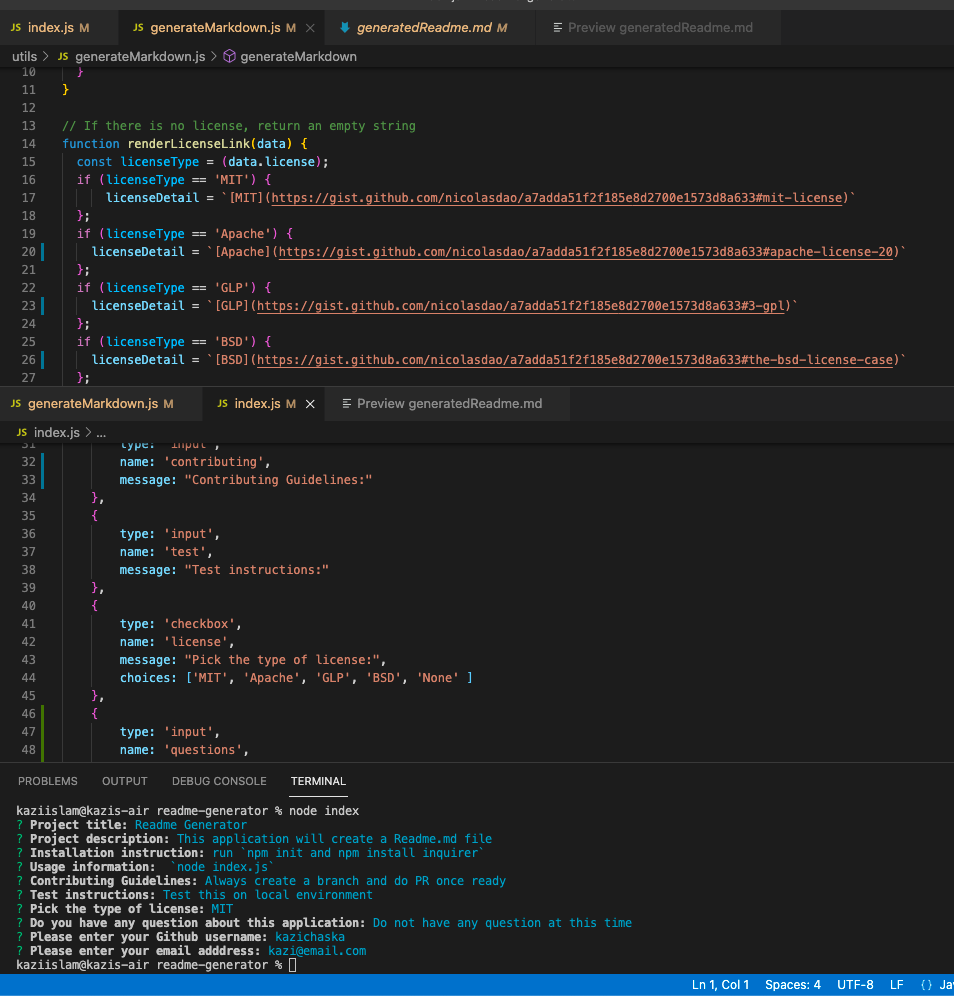 JS index.js M JS generateMarkdown.js M × generatedReadme.md M Preview generatedReadme.md
utils > JS generateMarkdown.js > generateMarkdown
10 }
11 }
12
13 // If there is no license, return an empty string
14 function renderLicenseLink(data) {
15 const licenseType = (data.license);
16 if (licenseType == 'MIT') {
17 licenseDetail = `[MIT](https://gist.github.com/nicolasdao/a7adda51f2f185e8d2700e1573d8a633#mit-license)`
18 };
19 if (licenseType == 'Apache') {
20 licenseDetail = `[Apache](https://gist.github.com/nicolasdao/a7adda51f2f185e8d2700e1573d8a633#apache-license-20)`
21 };
22 if (licenseType == 'GLP') {
23 licenseDetail = `[GLP](https://gist.github.com/nicolasdao/a7adda51f2f185e8d2700e1573d8a633#3-gpl)`
24 };
25 if (licenseType == 'BSD') {
26 licenseDetail = `[BSD](https://gist.github.com/nicolasdao/a7adda51f2f185e8d2700e1573d8a633#the-bsd-license-case)`
27 };
JS generateMarkdown.js M JS index.js M × Preview generatedReadme.md
JS index.js > ...
31 type: 'input',
32 name: 'contributing',
33 message: "Contributing Guidelines:"
34 },
35 {
36 type: 'input',
37 name: 'test',
38 message: "Test instructions:"
39 },
40 {
41 type: 'checkbox',
42 name: 'license',
43 message: "Pick the type of license:",
44 choices: ['MIT', 'Apache', 'GLP', 'BSD', 'None' ]
45 },
46 {
47 type: 'input',
48 name: 'questions',
PROBLEMS OUTPUT DEBUG CONSOLE TERMINAL
kaziislam@kazis-air readme-generator % node index
? Project title: Readme Generator
? Project description: This application will create a Readme.md file
? Installation instruction: run `npm init and npm install inquirer`
? Usage information: `node index.js`
? Contributing Guidelines: Always create a branch and do PR once ready
? Test instructions: Test this on local environment
? Pick the type of license: MIT
? Do you have any question about this application: Do not have any question at this time
? Please enter your Github username: kazichaska
? Please enter your email adddress: kazi@email.com
kaziislam@kazis-air readme-generator %
Ln 1, Col 1 Spaces: 4 UTF-8 LF {} Ja